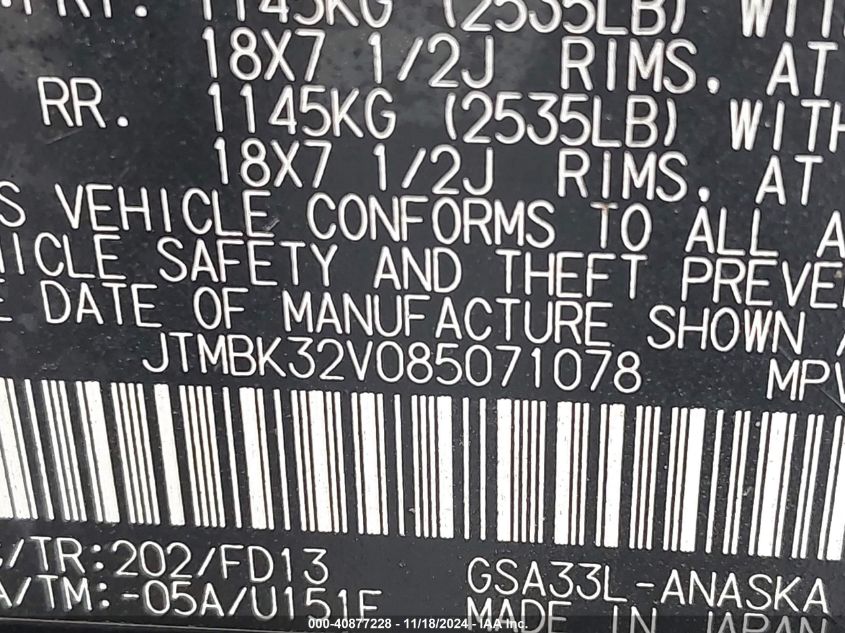 FRT. 1145KG (2535LB) WITH
18X7 1/2J RIMS, AT
RR. 1145KG (2535LB) WITH
18X7 1/2J RIMS, AT
S VEHICLE CONFORMS TO ALL A
ICLE SAFETY AND THEFT PREVE
E DATE OF MANUFACTURE SHOWN
JTMBK32V085071078 MPV
/TR:202/FD13
A/TM:-05A/U151F
GSA33L-ANASKA
MADE IN JAPAN
000-40877228 - 11/18/2024 - IAA Inc.